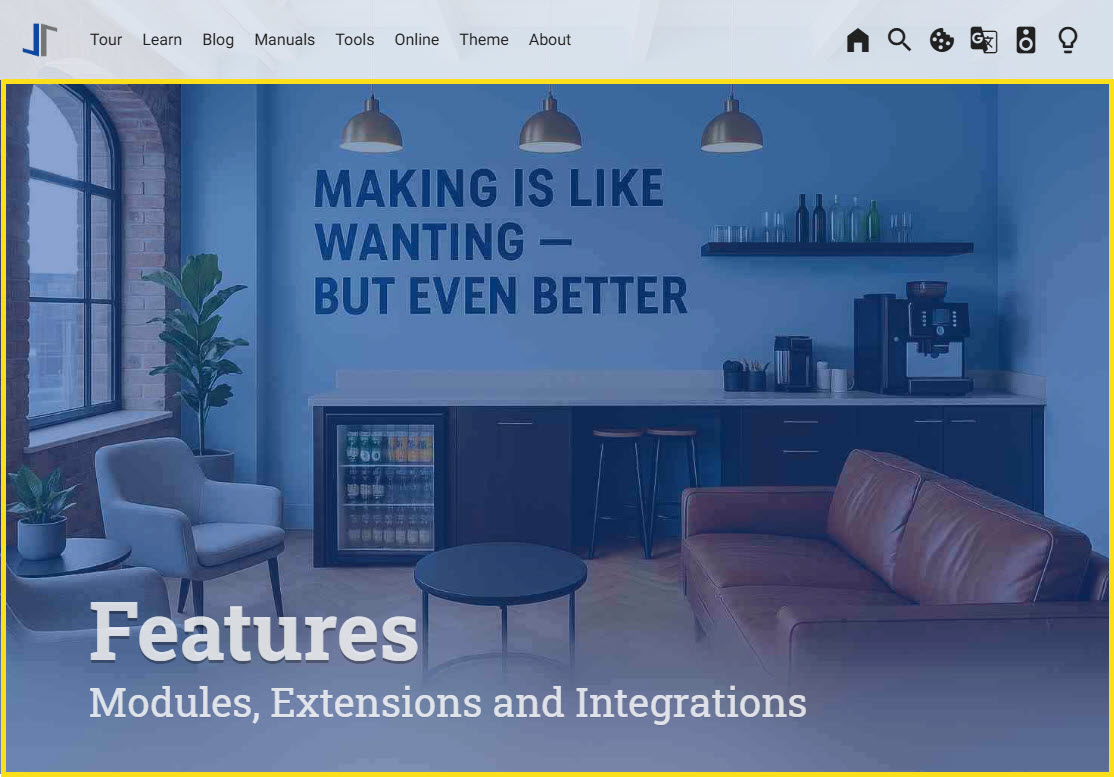 Tour Learn Blog Manuals Tools Online Theme About
MAKING IS LIKE
WANTING —
BUT EVEN BETTER
Features
Modules, Extensions and Integrations